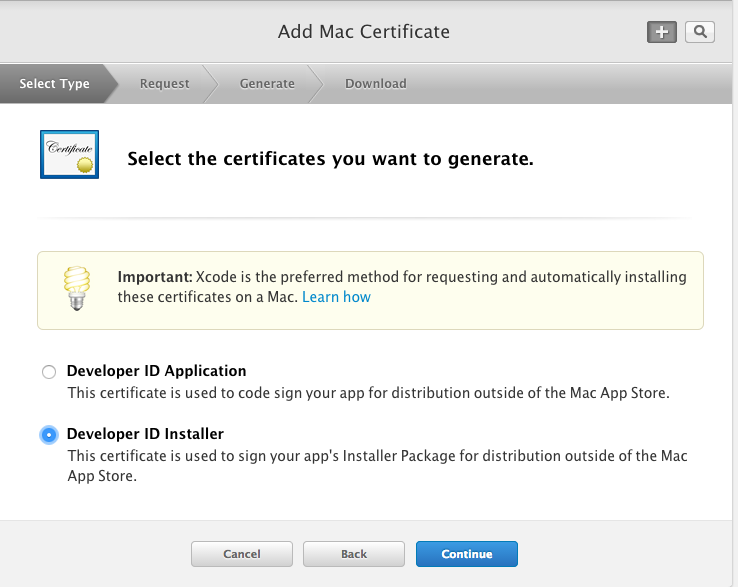 Add Mac Certificate
Select Type
Request
Generate
Download
Certificate
Select the certificates you want to generate.
Important: Xcode is the preferred method for requesting and automatically installing
these certificates on a Mac. Learn how
Developer ID Application
This certificate is used to code sign your app for distribution outside of the Mac App Store.
Developer ID Installer
This certificate is used to sign your app's Installer Package for distribution outside of the Mac
App Store.
Cancel
Back
Continue